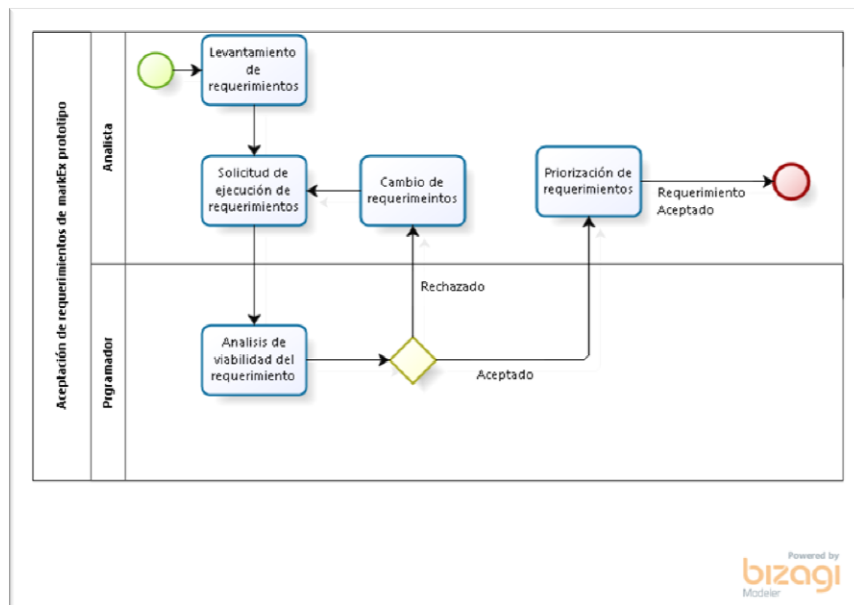 Aceptación de requerimientos de markEx prototipo
Analista
Levantamiento
de
requerimientos
Solicitud de
ejecución de
requerimientos
Cambio de
requerimeintos
Priorización de
requerimientos
Requerimiento
Aceptado
Rechazado
Prgramador
Analisis de
viabilidad del
requerimiento
Aceptado
Powered by
bizagi
Modeler